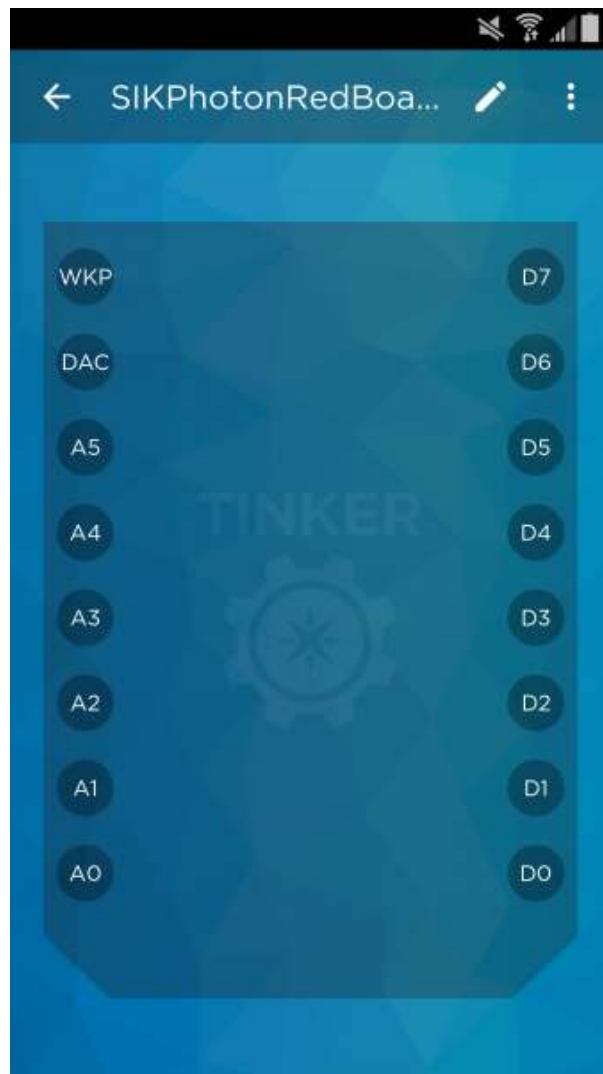 SIKPhotonRedBoa...
WKP D7
DAC D6
A5 D5
TINKER
A4 D4
A3 D3
A2 D2
A1 D1
A0 D0